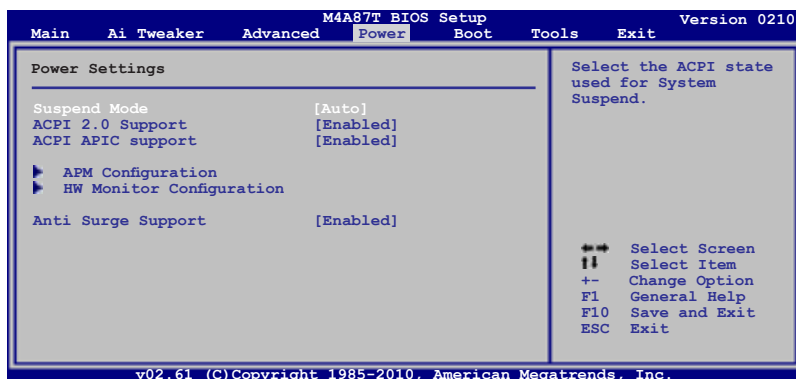 M4A87T BIOS Setup Version 0210
Main Ai Tweaker Advanced Power Boot Tools Exit
Power Settings
Suspend Mode [Auto]
ACPI 2.0 Support [Enabled]
ACPI APIC support [Enabled]
APM Configuration
HW Monitor Configuration
Anti Surge Support [Enabled]
Select the ACPI state
used for System
Suspend.
Select Screen
Select Item
+- Change Option
F1 General Help
F10 Save and Exit
ESC Exit
v02.61 (C)Copyright 1985-2010, American Megatrends, Inc.